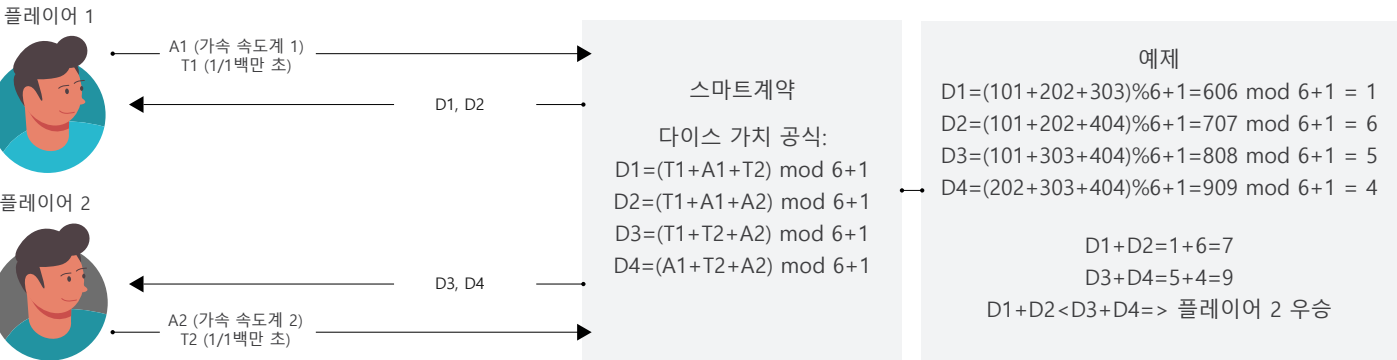 플레이어 1
A1 (가속 속도계 1)
T1 (1/1백만 초)
D1, D2
플레이어 2
D3, D4
A2 (가속 속도계 2)
T2 (1/1백만 초)
스마트계약
다이스 가치 공식:
D1=(T1+A1+T2) mod 6+1
D2=(T1+A1+A2) mod 6+1
D3=(T1+T2+A2) mod 6+1
D4=(A1+T2+A2) mod 6+1
예제
D1=(101+202+303)%6+1=606 mod 6+1 = 1
D2=(101+202+404)%6+1=707 mod 6+1 = 6
D3=(101+303+404)%6+1=808 mod 6+1 = 5
D4=(202+303+404)%6+1=909 mod 6+1 = 4
D1+D2=1+6=7
D3+D4=5+4=9
D1+D2<D3+D4=> 플레이어 2 우승